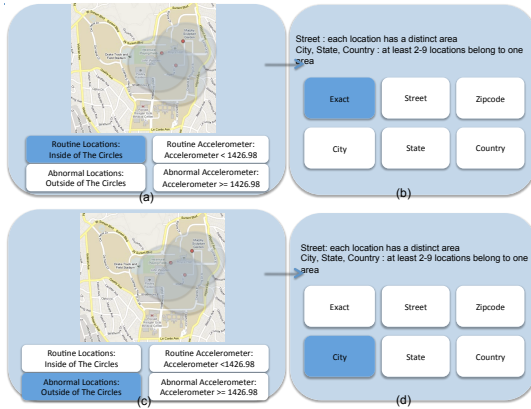 Routine Locations:
Inside of The Circles
Routine Accelerometer:
Accelerometer < 1426.98
Abnormal Locations:
Outside of The Circles
Abnormal Accelerometer:
Accelerometer >= 1426.98
(a)
Street : each location has a distinct area
City, State, Country : at least 2-9 locations belong to one
area
Exact
Street
Zipcode
City
State
Country
(b)
Routine Locations:
Inside of The Circles
Routine Accelerometer:
Accelerometer <1426.98
Abnormal Locations:
Outside of The Circles
Abnormal Accelerometer:
Accelerometer >= 1426.98
(c)
Street: each location has a distinct area
City, State, Country : at least 2-9 locations belong to one
area
Exact
Street
Zipcode
City
State
Country
(d)